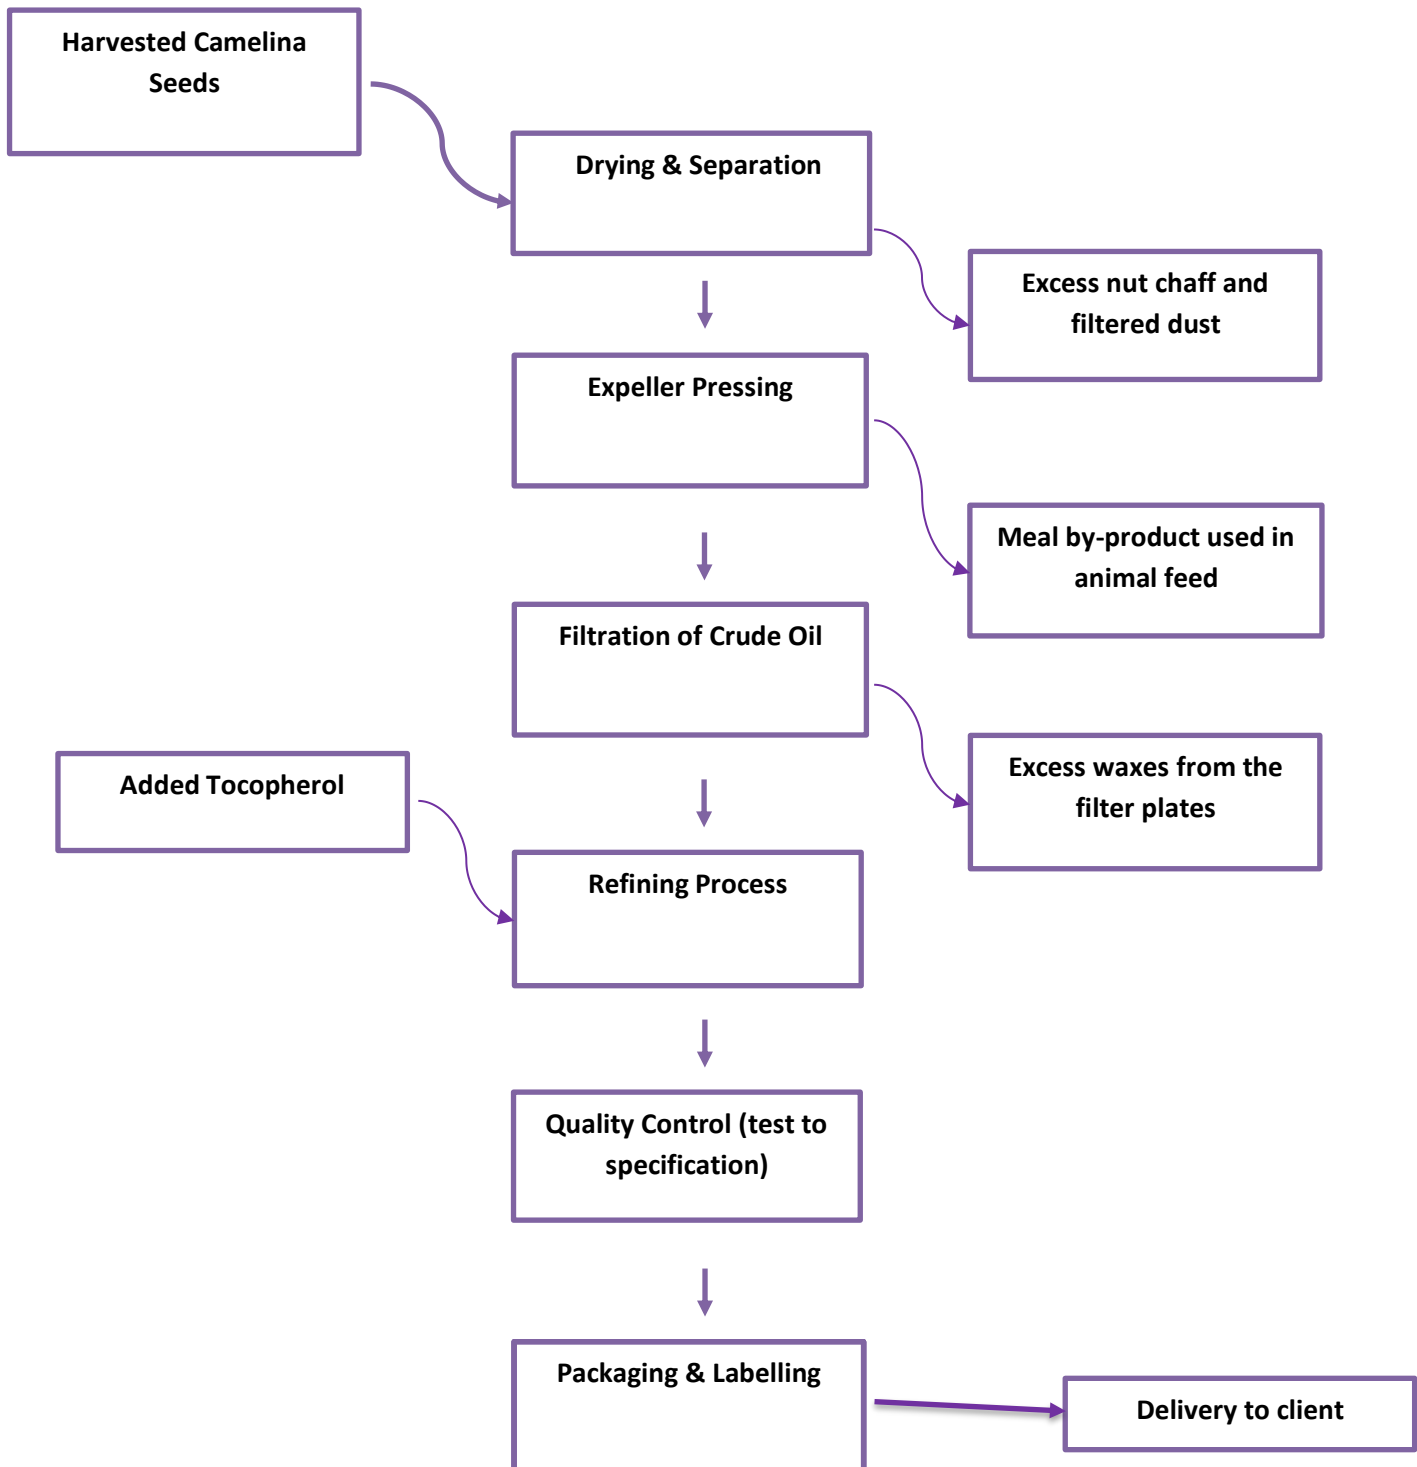 Harvested Camelina
Seeds
Drying & Separation
Excess nut chaff and
filtered dust
Expeller Pressing
Meal by-product used in
animal feed
Filtration of Crude Oil
Excess waxes from the
filter plates
Added Tocopherol
Refining Process
Quality Control (test to
specification)
Packaging & Labelling
Delivery to client